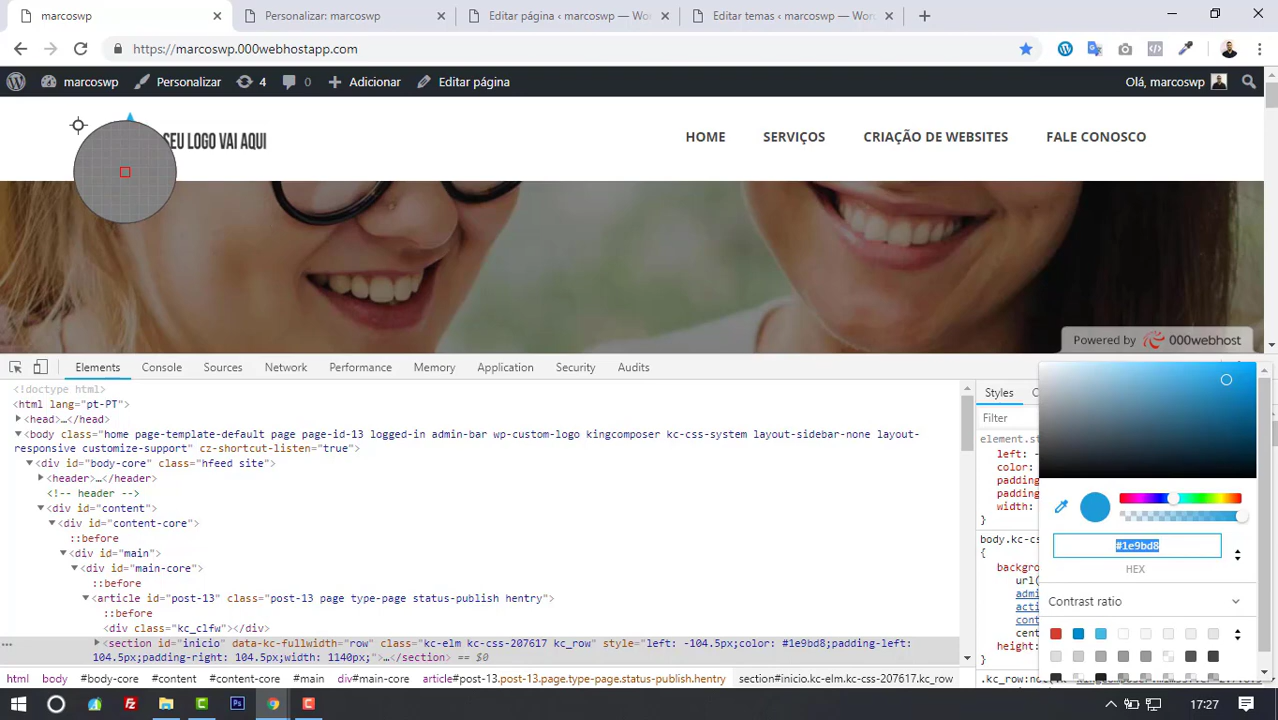 marcoswp
Personalizar: marcoswp
Editar página ‹ marcoswp — Wo
Editar temas ‹ marcoswp — Wor
https://marcoswp.000webhostapp.com
marcoswp Personalizar 4 0 Adicionar Editar página Olá, marcoswp
SEU LOGO VAI AQUI
HOME SERVIÇOS CRIAÇÃO DE WEBSITES FALE CONOSCO
Powered by 000webhost
Elements Console Sources Network Performance Memory Application Security Audits
<!doctype html>
<html lang="pt-PT">
<head>…</head>
<body class="home page-template-default page page-id-13 logged-in admin-bar wp-custom-logo kingcomposer kc-css-system layout-sidebar-none layout-
responsive customize-support" cz-shortcut-listen="true">
<div id="body-core" class="hfeed site">
<header>…</header>
<!-- header -->
<div id="content">
<div id="content-core">
::before
<div id="main">
<div id="main-core">
::before
<article id="post-13" class="post-13 page type-page status-publish hentry">
::before
<div class="kc_clfw"></div>
<section id="inicio" data-kc-fullwidth="row" class="kc-elm kc-css-207617 kc_row" style="left: -104.5px;color: #1e9bd8;padding-left:
104.5px;padding-right: 104.5px;width: 1140px;">…</section> == $0
html body #body-core #content #content-core #main div#main-core article#post-13.post-13.page.type-page.status-publish.hentry section#inicio.kc-elm.kc-css-207617.kc_row
Styles
Filter
element.st
left: -
color:
padding
padding
width:
}
body.kc-cs
{
backgro
url(
admi
acti
cont
cent
height:
}
.kc_row:no
#1e9bd8
HEX
Contrast ratio
17:27